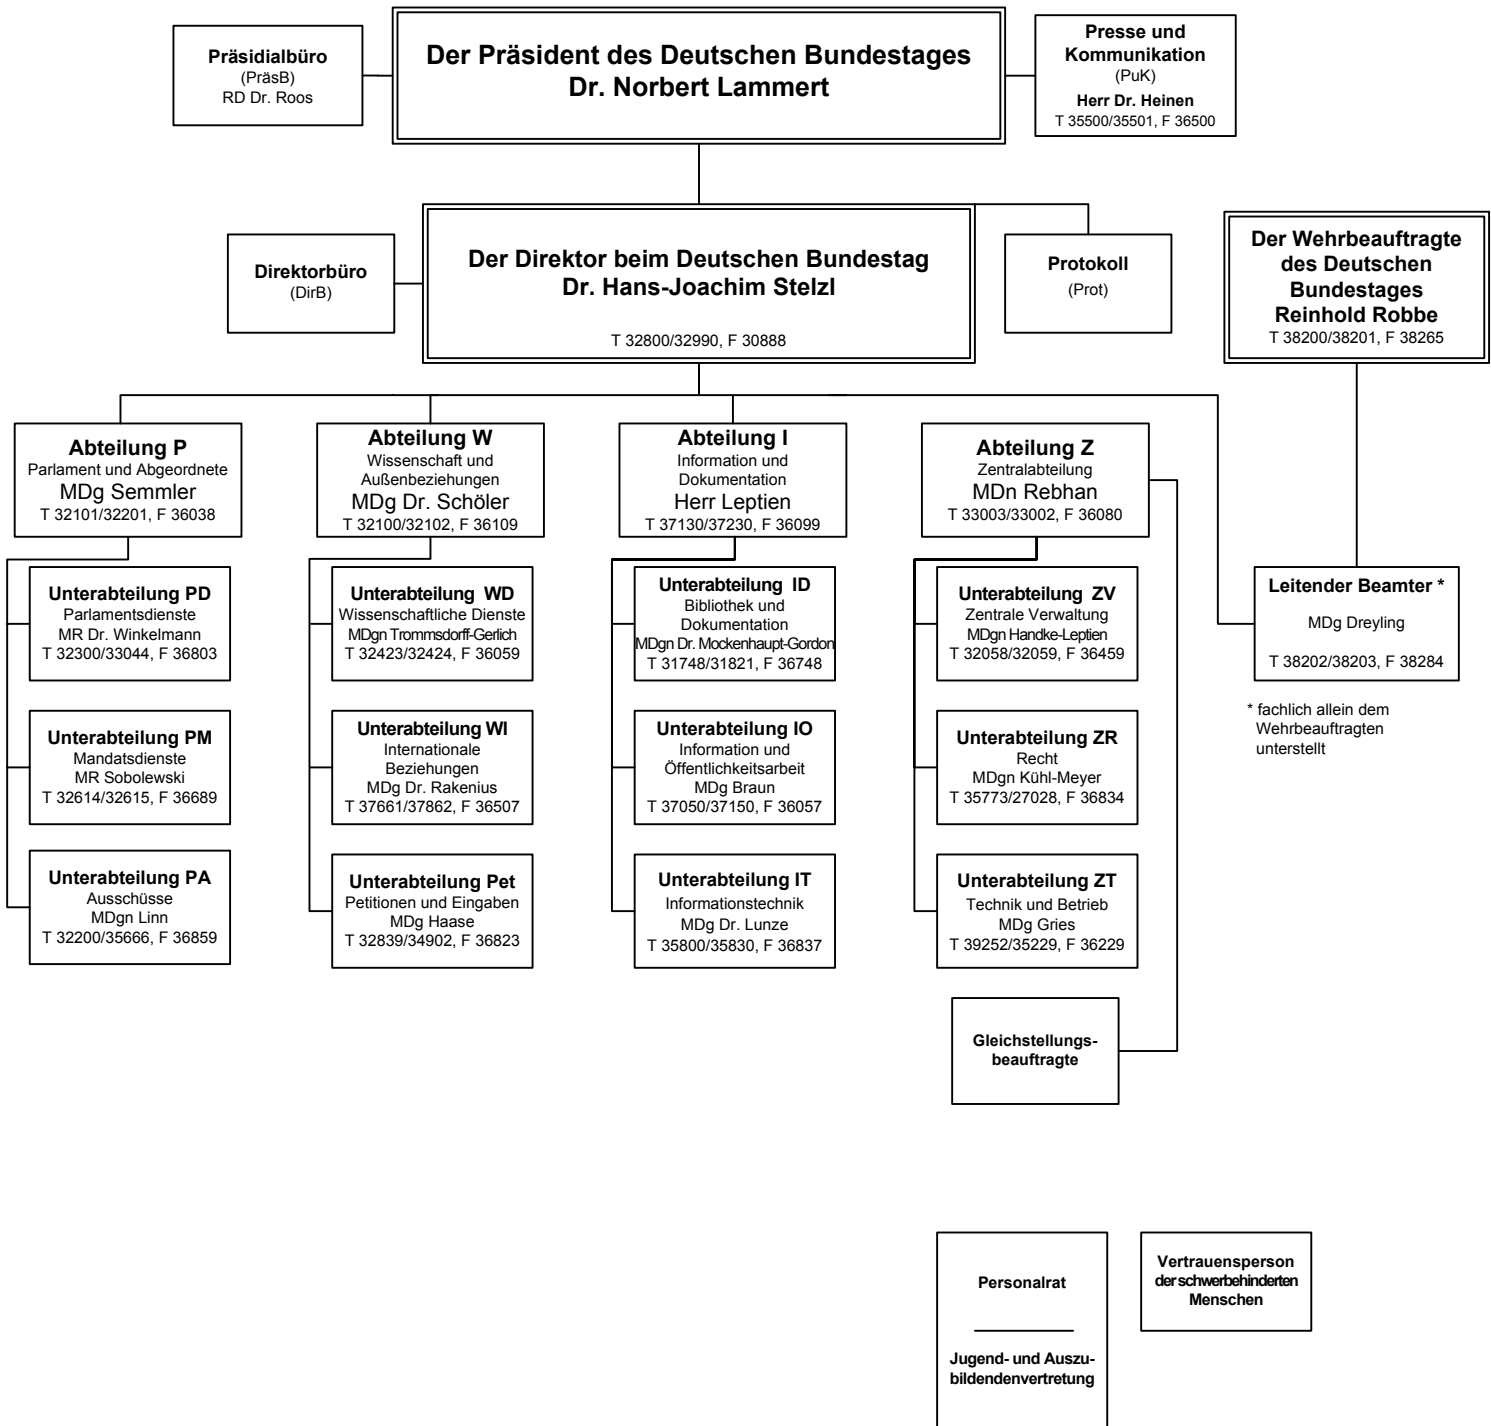 Präsidialbüro
(PräsB)
RD Dr. Roos
Der Präsident des Deutschen Bundestages
Dr. Norbert Lammert
Presse und
Kommunikation
(PuK)
Herr Dr. Heinen
T 35500/35501, F 36500
Direktorbüro
(DirB)
Der Direktor beim Deutschen Bundestag
Dr. Hans-Joachim Stelzl
T 32800/32990, F 30888
Protokoll
(Prot)
Der Wehrbeauftragte
des Deutschen
Bundestages
Reinhold Robbe
T 38200/38201, F 38265
Abteilung P
Parlament und Abgeordnete
MDg Semmler
T 32101/32201, F 36038
Abteilung W
Wissenschaft und
Außenbeziehungen
MDg Dr. Schöler
T 32100/32102, F 36109
Abteilung I
Information und
Dokumentation
Herr Leptien
T 37130/37230, F 36099
Abteilung Z
Zentralabteilung
MDn Rebhan
T 33003/33002, F 36080
Unterabteilung PD
Parlamentsdienste
MR Dr. Winkelmann
T 32300/33044, F 36803
Unterabteilung WD
Wissenschaftliche Dienste
MDgn Trommsdorff-Gerlich
T 32423/32424, F 36059
Unterabteilung ID
Bibliothek und
Dokumentation
MDgn Dr. Mockenhaupt-Gordon
T 31748/31821, F 36748
Unterabteilung ZV
Zentrale Verwaltung
MDgn Handke-Leptien
T 32058/32059, F 36459
Leitender Beamter *
MDg Dreyling
T 38202/38203, F 38284
* fachlich allein dem
Wehrbeauftragten
unterstellt
Unterabteilung PM
Mandatsdienste
MR Sobolewski
T 32614/32615, F 36689
Unterabteilung WI
Internationale
Beziehungen
MDg Dr. Rakenius
T 37661/37862, F 36507
Unterabteilung IO
Information und
Öffentlichkeitsarbeit
MDg Braun
T 37050/37150, F 36057
Unterabteilung ZR
Recht
MDgn Kühl-Meyer
T 35773/27028, F 36834
Unterabteilung PA
Ausschüsse
MDgn Linn
T 32200/35666, F 36859
Unterabteilung Pet
Petitionen und Eingaben
MDg Haase
T 32839/34902, F 36823
Unterabteilung IT
Informationstechnik
MDg Dr. Lunze
T 35800/35830, F 36837
Unterabteilung ZT
Technik und Betrieb
MDg Gries
T 39252/35229, F 36229
Gleichstellungs-
beauftragte
Personalrat
Jugend- und Auszu-
bildendenvertretung
Vertrauensperson
der schwerbehinderten
Menschen